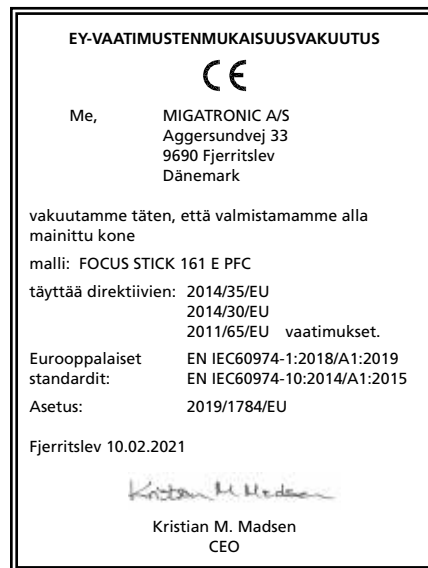 EY-VAATIMUSTENMUKAISUUSVAKUUTUS
CE
Me, MIGATRONIC A/S
Aggersundvej 33
9690 Fjerritslev
Dänemark
vakuutamme täten, että valmistamamme alla
mainittu kone
malli: FOCUS STICK 161 E PFC
täyttää direktiivien: 2014/35/EU
2014/30/EU
2011/65/EU vaatimukset.
Eurooppalaiset EN IEC60974-1:2018/A1:2019
standardit: EN IEC60974-10:2014/A1:2015
Asetus: 2019/1784/EU
Fjerritslev 10.02.2021
Kristian M Madsen
Kristian M. Madsen
CEO